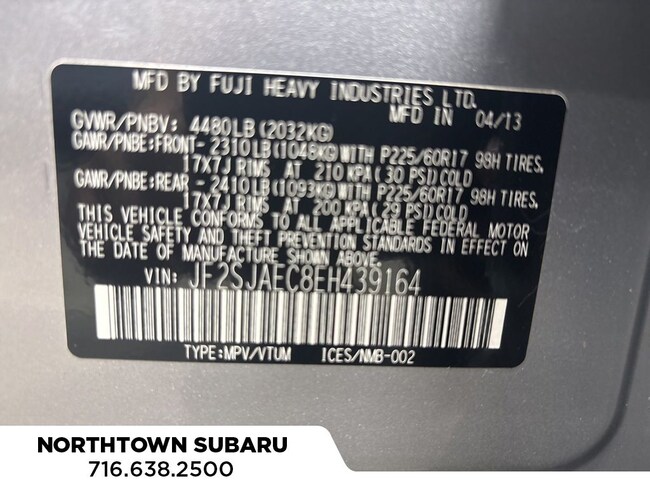 MFD BY FUJI HEAVY INDUSTRIES LTD.
MFD IN 04/13
GVWR/PNBV: 4480LB(2032KG)
GAWR/PNBE:FRONT-2310LB(1048KG)WITH P225/60R17 98H TIRES,
17X7J RIMS AT 210 KPA(30 PSI)COLD
GAWR/PNBE:REAR -2410LB(1093KG)WITH P225/60R17 98H TIRES,
17X7J RIMS AT 200 KPA(29 PSI)COLD
THIS VEHICLE CONFORMS TO ALL APPLICABLE FEDERAL MOTOR
VEHICLE SAFETY AND THEFT PREVENTION STANDARDS IN EFFECT ON
THE DATE OF MANUFACTURE SHOWN ABOVE.
VIN: JF2SJAEC8EH439164
TYPE:MPV/VTUM ICES/NMB-002
NORTHTOWN SUBARU
716.638.2500